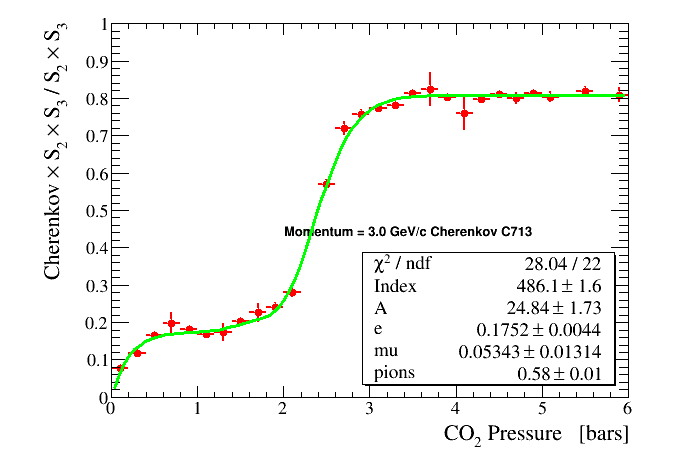 Cherenkov × S₂ × S₃ / S₂ × S₃
1
0.9
0.8
0.7
0.6
0.5
0.4
0.3
0.2
0.1
0
Momentum = 3.0 GeV/c Cherenkov C713
χ² / ndf 28.04 / 22
Index 486.1 ± 1.6
A 24.84 ± 1.73
e 0.1752 ± 0.0044
mu 0.05343 ± 0.01314
pions 0.58 ± 0.01
0 1 2 3 4 5 6
CO₂ Pressure [bars]